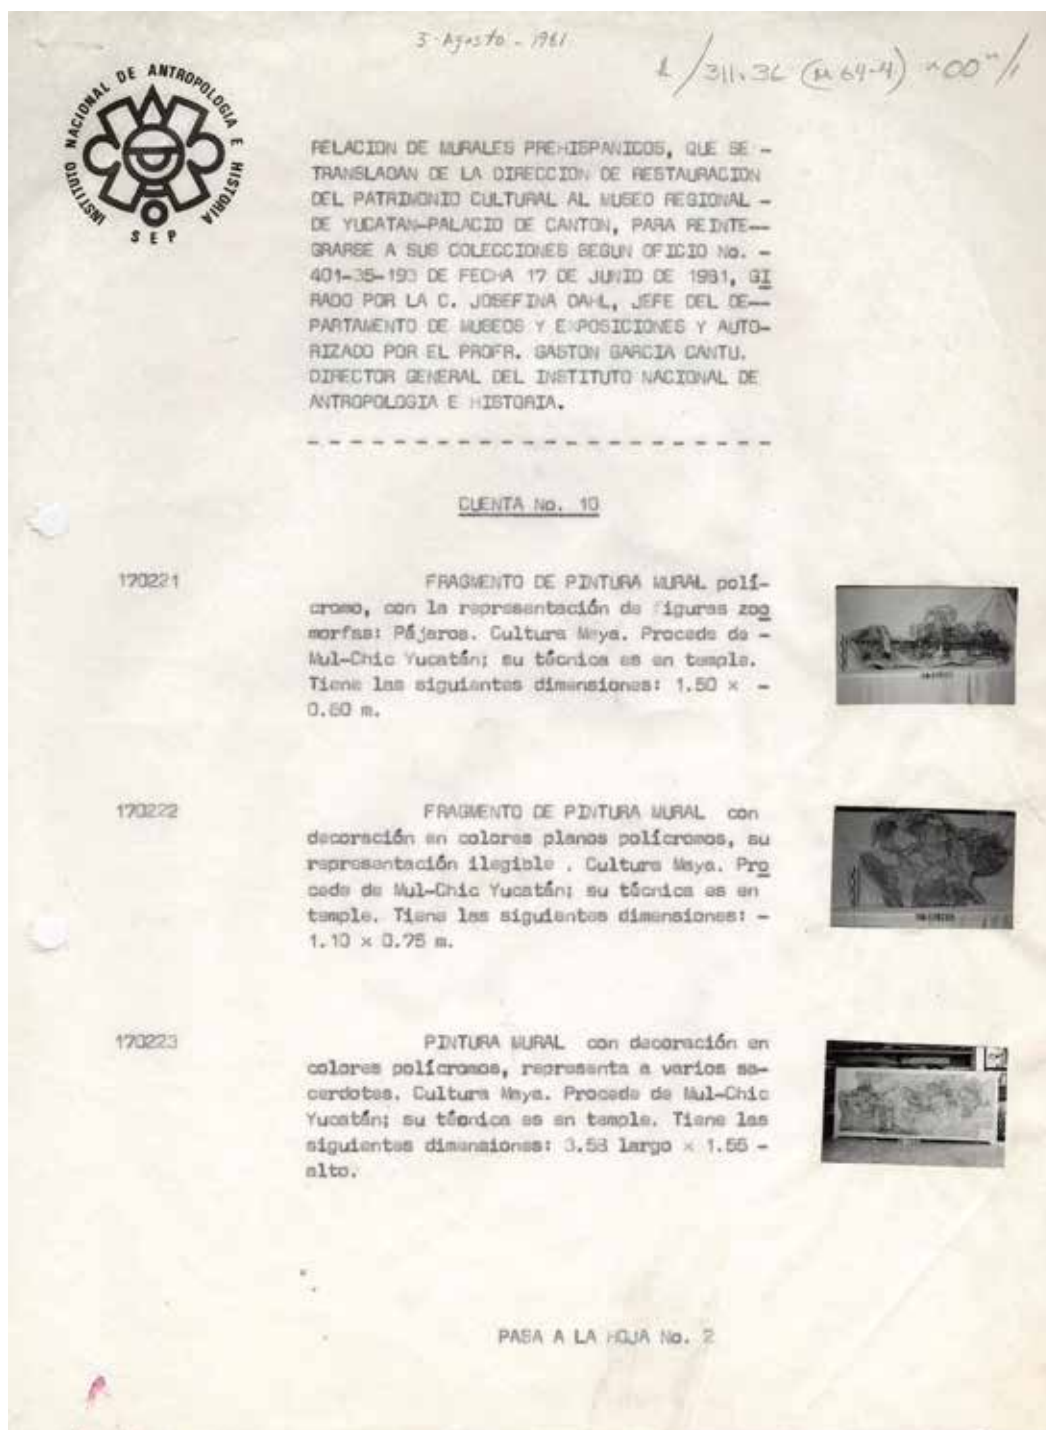 3-Agosto-1981
/311.32 (M64-4) "00"/1
INSTITUTO NACIONAL DE ANTROPOLOGIA E HISTORIA
SEP
RELACION DE MURALES PREHISPANICOS, QUE SE -
TRANSLADAN DE LA DIRECCION DE RESTAURACION
DEL PATRIMONIO CULTURAL AL MUSEO REGIONAL -
DE YUCATAN-PALACIO DE CANTON, PARA REINTE--
GRARSE A SUS COLECCIONES SEGUN OFICIO No. -
401-35-193 DE FECHA 17 DE JUNIO DE 1981, GI
RADO POR LA C. JOSEFINA DAHL, JEFE DEL DE--
PARTAMENTO DE MUSEOS Y EXPOSICIONES Y AUTO-
RIZADO POR EL PROFR. GASTON GARCIA CANTU.
DIRECTOR GENERAL DEL INSTITUTO NACIONAL DE
ANTROPOLOGIA E HISTORIA.
CUENTA No. 10
170221
FRAGMENTO DE PINTURA MURAL polí-
cromo, con la representación de figuras zoo
morfas: Pájaros. Cultura Maya. Procede de -
Mul-Chic Yucatán; su técnica es en temple.
Tiene las siguientes dimensiones: 1.50 x -
0.60 m.
170222
FRAGMENTO DE PINTURA MURAL con
decoración en colores planos polícromos, su
representación ilegible . Cultura Maya. Pro
cede de Mul-Chic Yucatán; su técnica es en
temple. Tiene las siguientes dimensiones: -
1.10 x 0.75 m.
170223
PINTURA MURAL con decoración en
colores polícromos, representa a varios sa-
cerdotes. Cultura Maya. Procede de Mul-Chic
Yucatán; su técnica es en temple. Tiene las
siguientes dimensiones: 3.58 largo x 1.55 -
alto.
PASA A LA HOJA No. 2